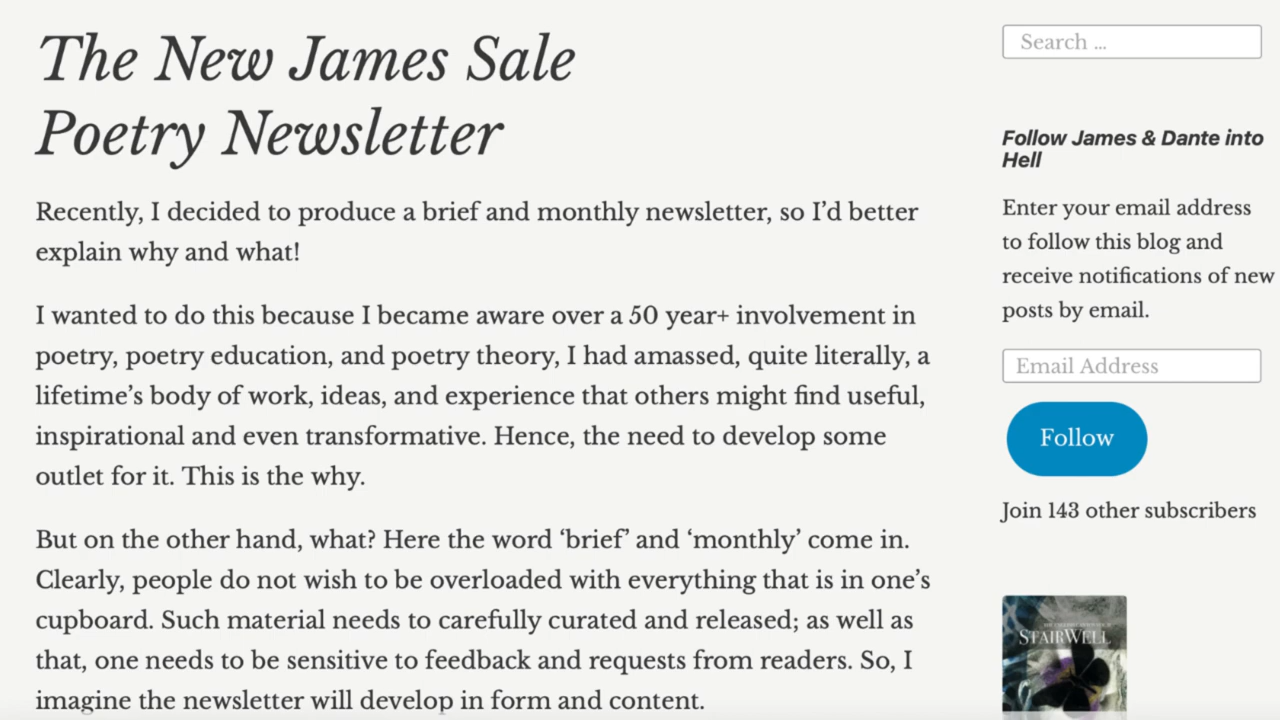 The New James Sale
Poetry Newsletter
Recently, I decided to produce a brief and monthly newsletter, so I’d better
explain why and what!
I wanted to do this because I became aware over a 50 year+ involvement in
poetry, poetry education, and poetry theory, I had amassed, quite literally, a
lifetime’s body of work, ideas, and experience that others might find useful,
inspirational and even transformative. Hence, the need to develop some
outlet for it. This is the why.
But on the other hand, what? Here the word ‘brief’ and ‘monthly’ come in.
Clearly, people do not wish to be overloaded with everything that is in one’s
cupboard. Such material needs to carefully curated and released; as well as
that, one needs to be sensitive to feedback and requests from readers. So, I
imagine the newsletter will develop in form and content.
Search ...
Follow James & Dante into
Hell
Enter your email address
to follow this blog and
receive notifications of new
posts by email.
Email Address
Follow
Join 143 other subscribers
STAIRWELL